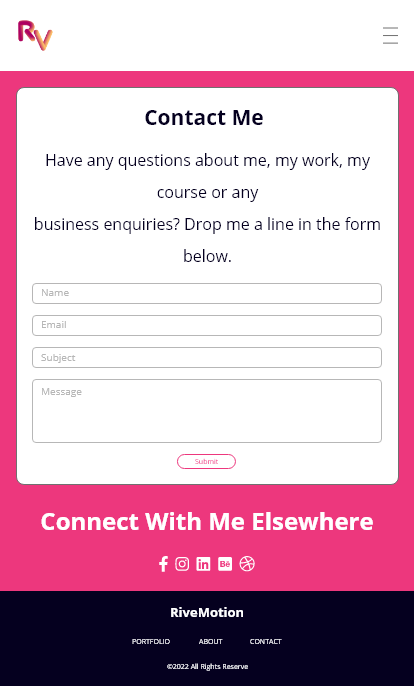 RV
Contact Me
Have any questions about me, my work, my
course or any
business enquiries? Drop me a line in the form
below.
Name
Email
Subject
Message
Submit
Connect With Me Elsewhere
in Bē
RiveMotion
PORTFOLIO ABOUT CONTACT
©2022 All Rights Reserve